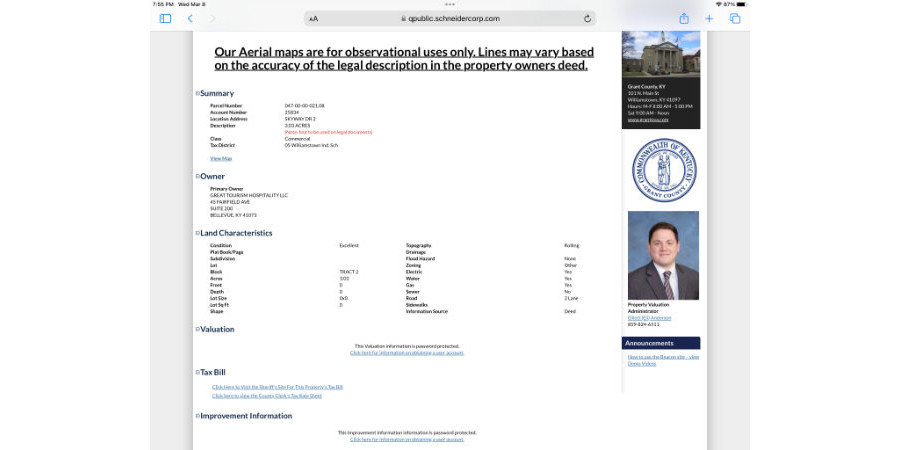 7:55 PM Wed Mar 8
87%
AA
qpublic.schneidercorp.com
Our Aerial maps are for observational uses only. Lines may vary based
on the accuracy of the legal description in the property owners deed.
Summary
Parcel Number 047-00-00-021.08
Account Number 25034
Location Address SKYWAY DR 2
Description 3.03 ACRES
(Note: Not to be used on legal documents)
Class Commercial
Tax District 05 Williamstown Ind. Sch
View Map
Owner
Primary Owner
GREAT TOURISM HOSPITALITY LLC
45 FAIRFIELD AVE
SUITE 200
BELLEVUE, KY 41073
Land Characteristics
Condition Excellent
Plat Book/Page
Subdivision
Lot
Block TRACT 2
Acres 3.03
Front 0
Depth 0
Lot Size 0x0
Lot Sq Ft 0
Shape
Topography Rolling
Drainage
Flood Hazard None
Zoning Other
Electric Yes
Water Yes
Gas Yes
Sewer No
Road 2 Lane
Sidewalks
Information Source Deed
Valuation
This Valuation information is password protected.
Click here for information on obtaining a user account.
Tax Bill
Click Here to Visit the Sheriff's Site For This Property's Tax Bill
Click here to view the County Clerk's Tax Rate Sheet
Improvement Information
This Improvement Information information is password protected.
Click here for information on obtaining a user account.
Grant County, KY
101 N. Main St
Williamstown, KY 41097
Hours: M-F 8:00 AM - 4:00 PM
Sat 9:00 AM - Noon
COMMONWEALTH OF KENTUCKY
GRANT COUNTY
Property Valuation
Administrator
Elliott (Eli) Anderson
859-824-6511
Announcements
How to use the Beacon site - view
Demo Videos